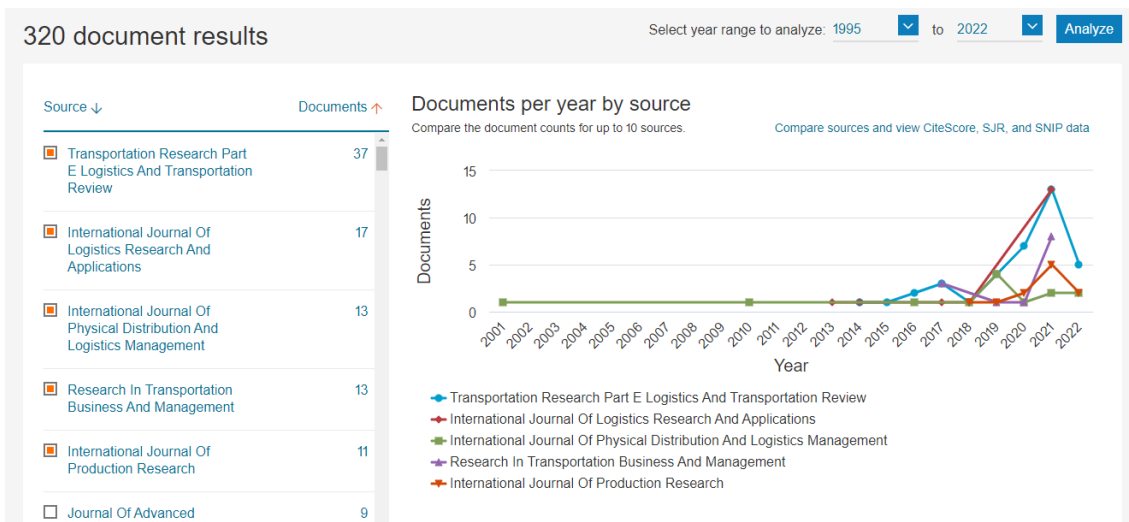 320 document results
Select year range to analyze: 1995 to 2022 Analyze
Source ↓ Documents ↑
Transportation Research Part
E Logistics And Transportation
Review
37
International Journal Of
Logistics Research And
Applications
17
International Journal Of
Physical Distribution And
Logistics Management
13
Research In Transportation
Business And Management
13
International Journal Of
Production Research
11
Journal Of Advanced
9
Documents per year by source
Compare the document counts for up to 10 sources.
Compare sources and view CiteScore, SJR, and SNIP data
15
10
5
0
Documents
2001 2002 2003 2004 2005 2006 2007 2008 2009 2010 2011 2012 2013 2014 2015 2016 2017 2018 2019 2020 2021 2022
Year
Transportation Research Part E Logistics And Transportation Review
International Journal Of Logistics Research And Applications
International Journal Of Physical Distribution And Logistics Management
Research In Transportation Business And Management
International Journal Of Production Research